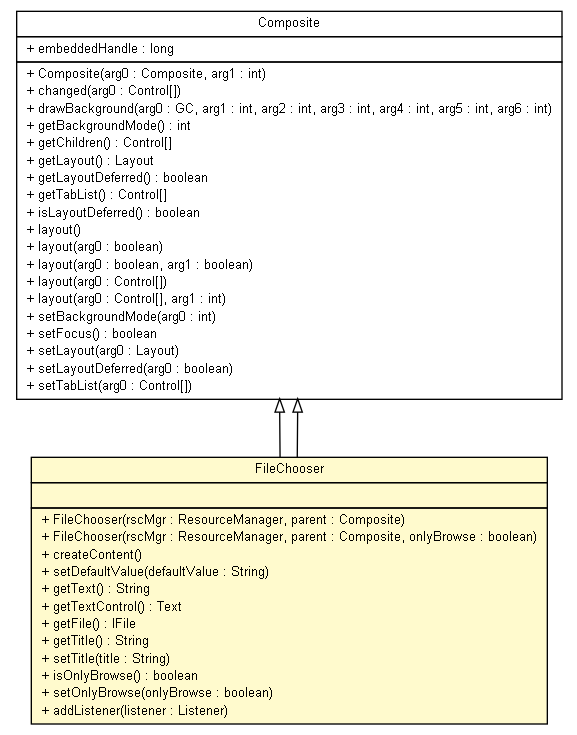 Composite
+ embeddedHandle : long
+ Composite(arg0 : Composite, arg1 : int)
+ changed(arg0 : Control[])
+ drawBackground(arg0 : GC, arg1 : int, arg2 : int, arg3 : int, arg4 : int, arg5 : int, arg6 : int)
+ getBackgroundMode() : int
+ getChildren() : Control[]
+ getLayout() : Layout
+ getLayoutDeferred() : boolean
+ getTabList() : Control[]
+ isLayoutDeferred() : boolean
+ layout()
+ layout(arg0 : boolean)
+ layout(arg0 : boolean, arg1 : boolean)
+ layout(arg0 : Control[])
+ layout(arg0 : Control[], arg1 : int)
+ setBackgroundMode(arg0 : int)
+ setFocus() : boolean
+ setLayout(arg0 : Layout)
+ setLayoutDeferred(arg0 : boolean)
+ setTabList(arg0 : Control[])
FileChooser
+ FileChooser(rscMgr : ResourceManager, parent : Composite)
+ FileChooser(rscMgr : ResourceManager, parent : Composite, onlyBrowse : boolean)
+ createContent()
+ setDefaultValue(defaultValue : String)
+ getText() : String
+ getTextControl() : Text
+ getFile() : IFile
+ getTitle() : String
+ setTitle(title : String)
+ isOnlyBrowse() : boolean
+ setOnlyBrowse(onlyBrowse : boolean)
+ addListener(listener : Listener)